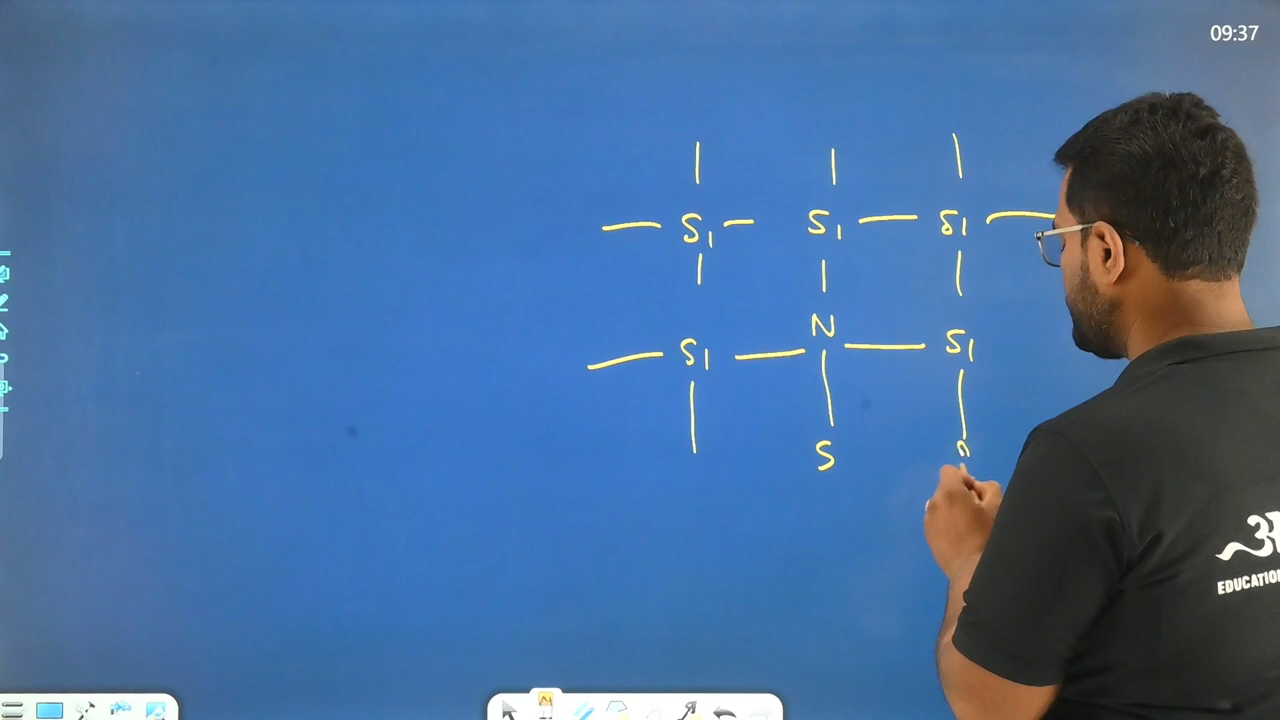 09:37
Si Si Si
N
Si Si
S
EDUCATION